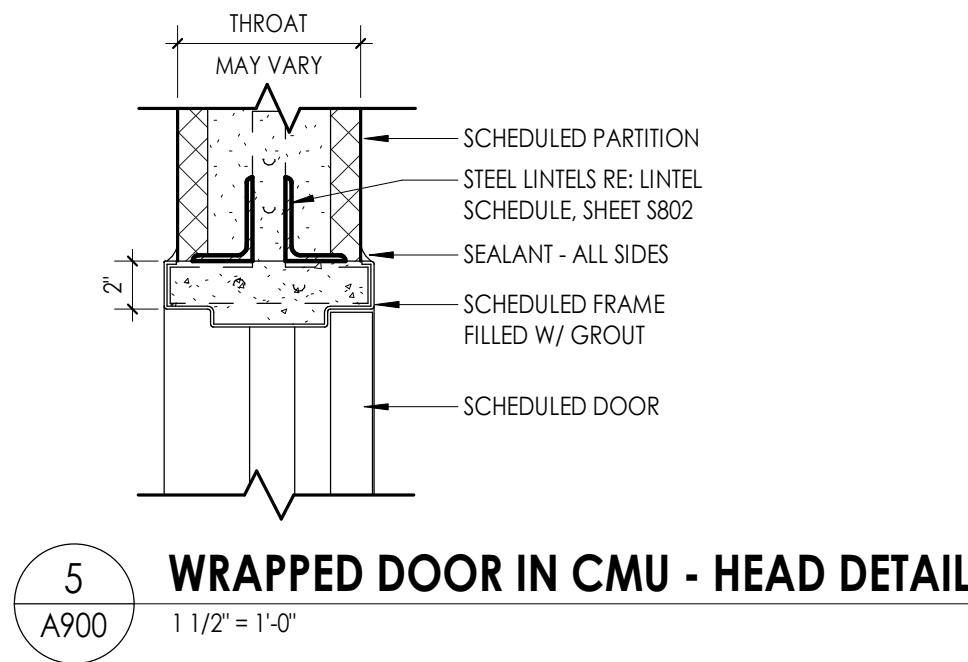 THROAT
MAY VARY
SCHEDULED PARTITION
STEEL LINTELS RE: LINTEL
SCHEDULE, SHEET S802
SEALANT - ALL SIDES
2"
SCHEDULED FRAME
FILLED W/ GROUT
SCHEDULED DOOR
5
WRAPPED DOOR IN CMU - HEAD DETAIL
A900
1 1/2" = 1'-0"